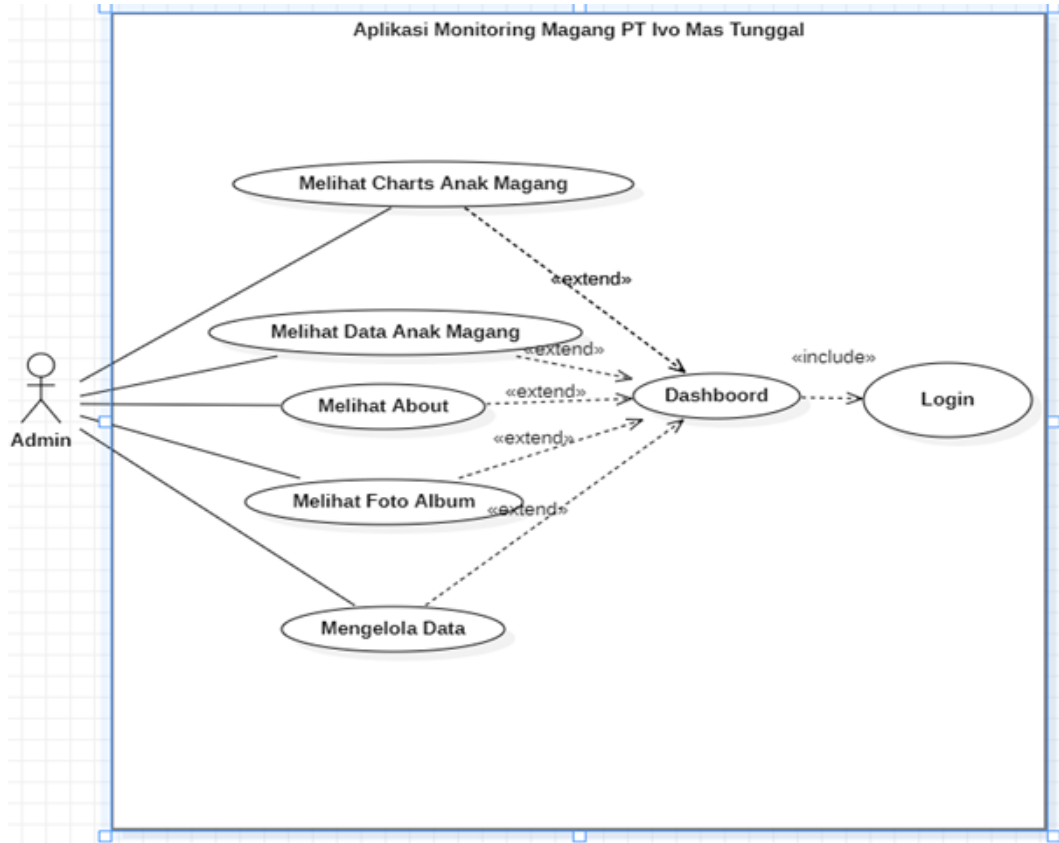 Aplikasi Monitoring Magang PT Ivo Mas Tunggal
Melihat Charts Anak Magang
«extend»
Melihat Data Anak Magang
«extend»
«include»
Melihat About
«extend»
Dashboord
Login
Admin
«extend»
Melihat Foto Album
«extend»
Mengelola Data